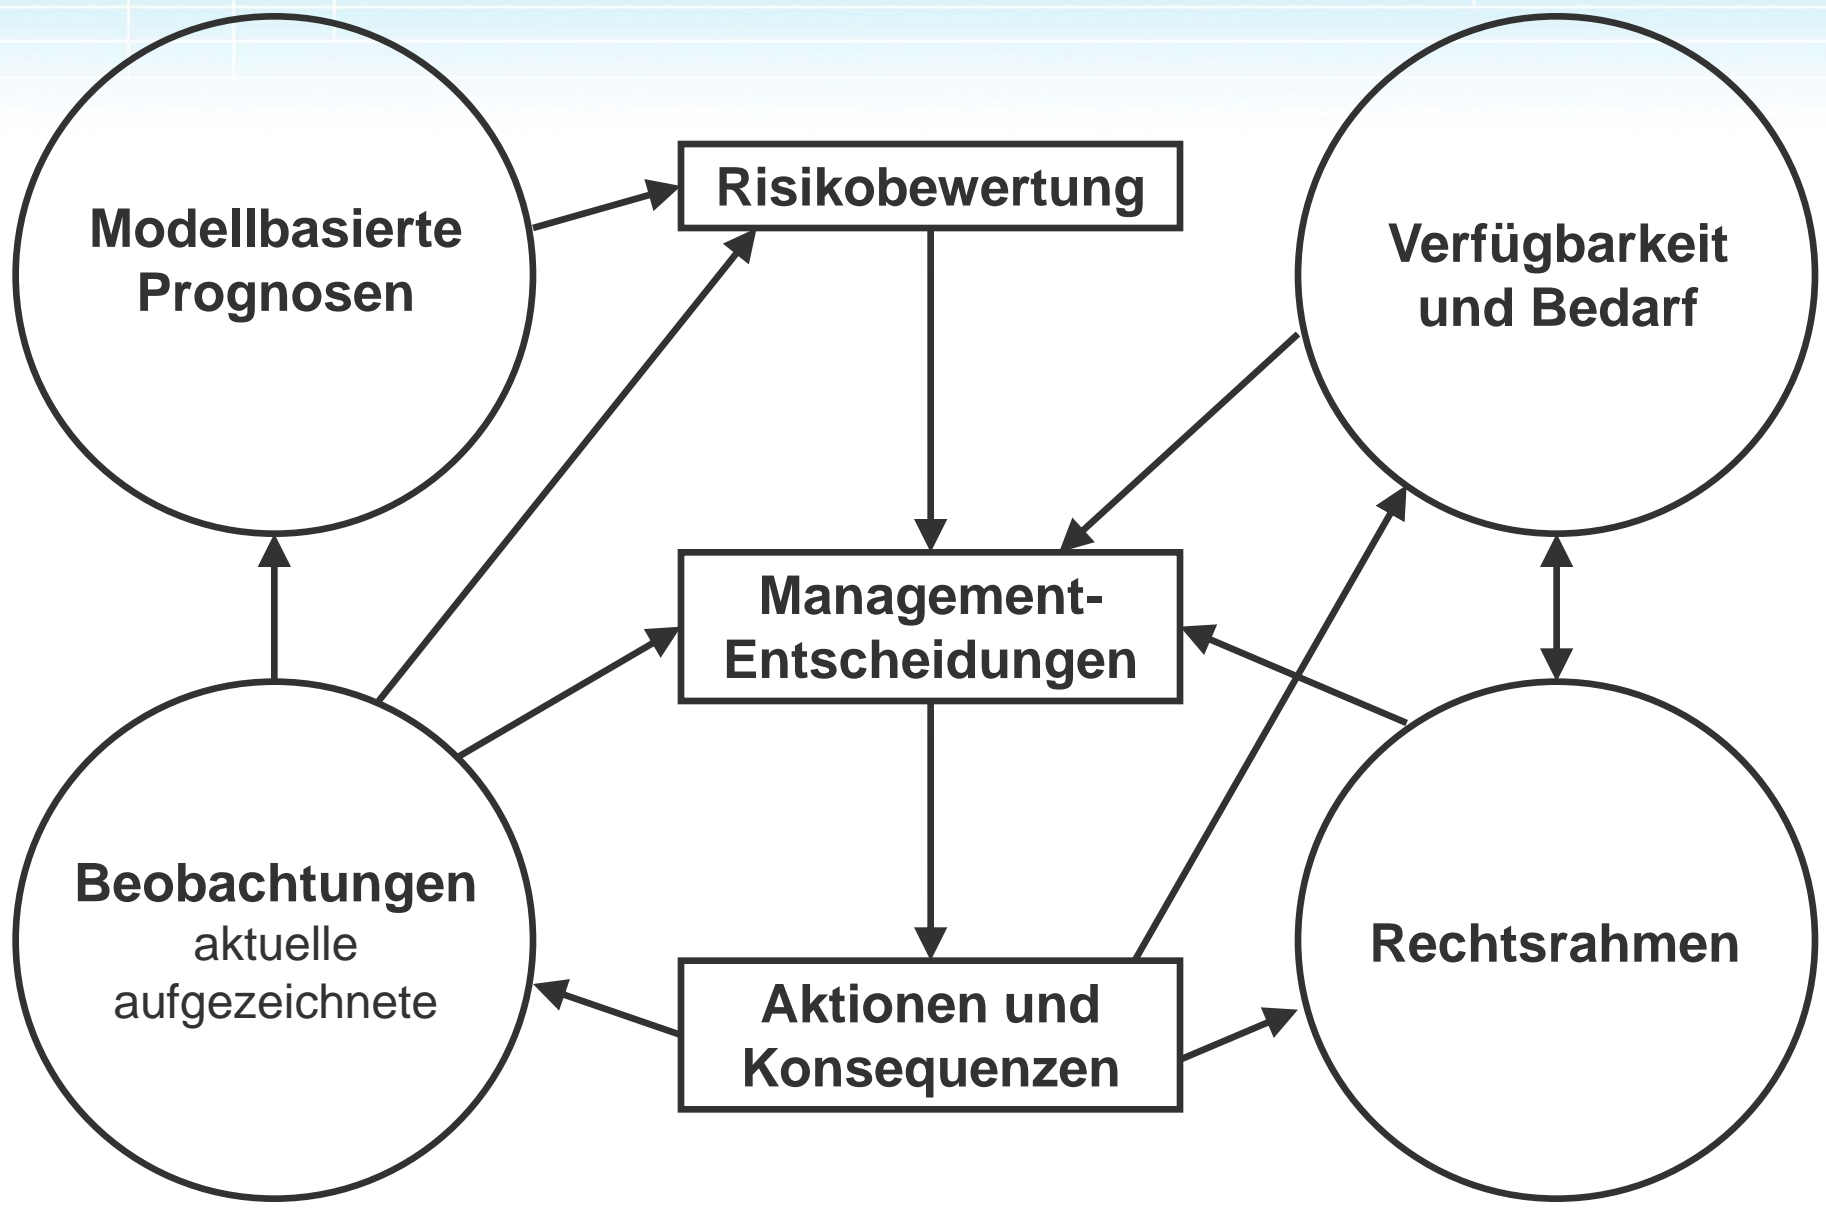 Modellbasierte
Prognosen
Risikobewertung
Verfügbarkeit
und Bedarf
Management-
Entscheidungen
Beobachtungen
aktuelle
aufgezeichnete
Aktionen und
Konsequenzen
Rechtsrahmen